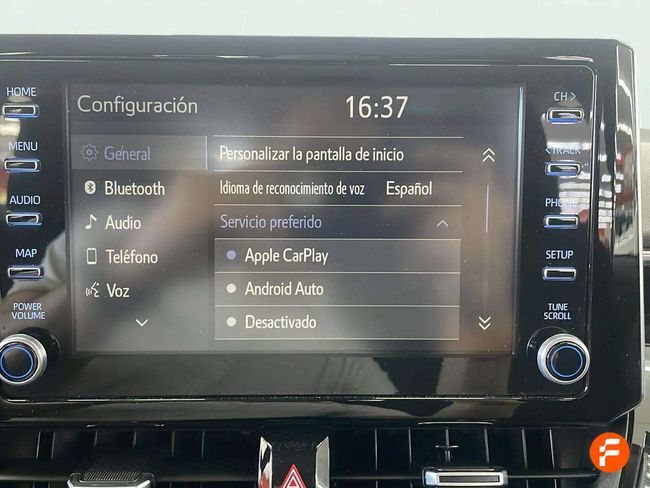 HOME
MENU
AUDIO
MAP
POWER
VOLUME
Configuración
16:37
General
Bluetooth
Audio
Teléfono
Voz
Personalizar la pantalla de inicio
Idioma de reconocimiento de voz Español
Servicio preferido
Apple CarPlay
Android Auto
Desactivado
CH >
< TRACK
PHONE
SETUP
TUNE
SCROLL